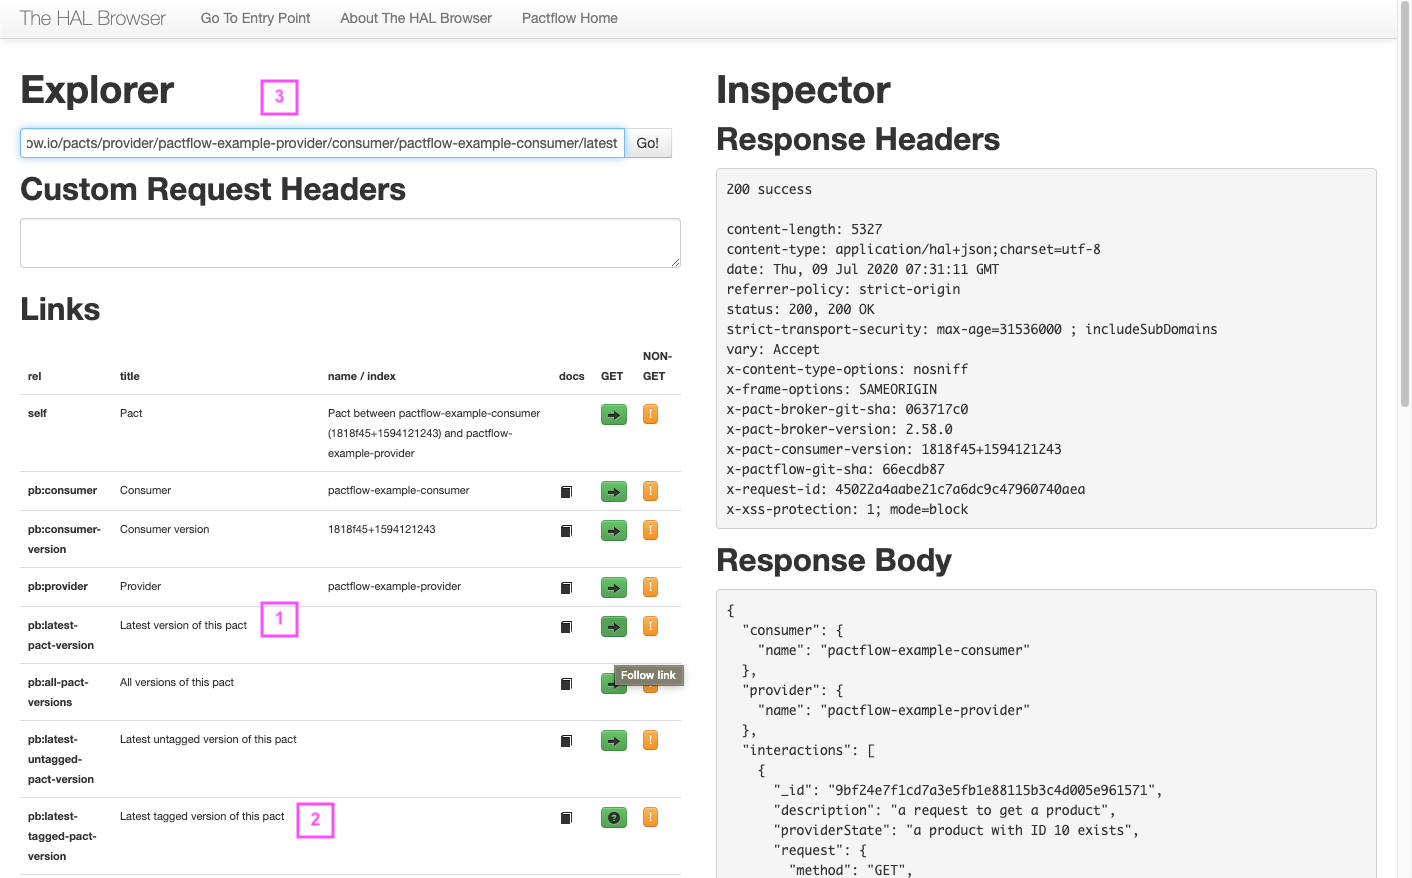 The HAL Browser Go To Entry Point About The HAL Browser Pactflow Home
Explorer
3
ow.io/pacts/provider/pactflow-example-provider/consumer/pactflow-example-consumer/latest Go!
Custom Request Headers
Links
rel title name / index docs GET NON-
GET
self Pact Pact between pactflow-example-consumer
(1818f45+1594121243) and pactflow-
example-provider
!
pb:consumer Consumer pactflow-example-consumer !
pb:consumer-
version
Consumer version 1818f45+1594121243 !
pb:provider Provider pactflow-example-provider !
pb:latest-
pact-version
Latest version of this pact 1 !
Follow link
pb:all-pact-
versions
All versions of this pact
pb:latest-
untagged-
pact-version
Latest untagged version of this pact !
pb:latest-
tagged-pact-
version
Latest tagged version of this pact 2 ? !
Inspector
Response Headers
200 success
content-length: 5327
content-type: application/hal+json;charset=utf-8
date: Thu, 09 Jul 2020 07:31:11 GMT
referrer-policy: strict-origin
status: 200, 200 OK
strict-transport-security: max-age=31536000 ; includeSubDomains
vary: Accept
x-content-type-options: nosniff
x-frame-options: SAMEORIGIN
x-pact-broker-git-sha: 063717c0
x-pact-broker-version: 2.58.0
x-pact-consumer-version: 1818f45+1594121243
x-pactflow-git-sha: 66ecdb87
x-request-id: 45022a4aabe21c7a6dc9c47960740aea
x-xss-protection: 1; mode=block
Response Body
{
"consumer": {
"name": "pactflow-example-consumer"
},
"provider": {
"name": "pactflow-example-provider"
},
"interactions": [
{
"_id": "9bf24e7f1cd7a3e5fb1e88115b3c4d005e961571",
"description": "a request to get a product",
"providerState": "a product with ID 10 exists",
"request": {
"method": "GET",